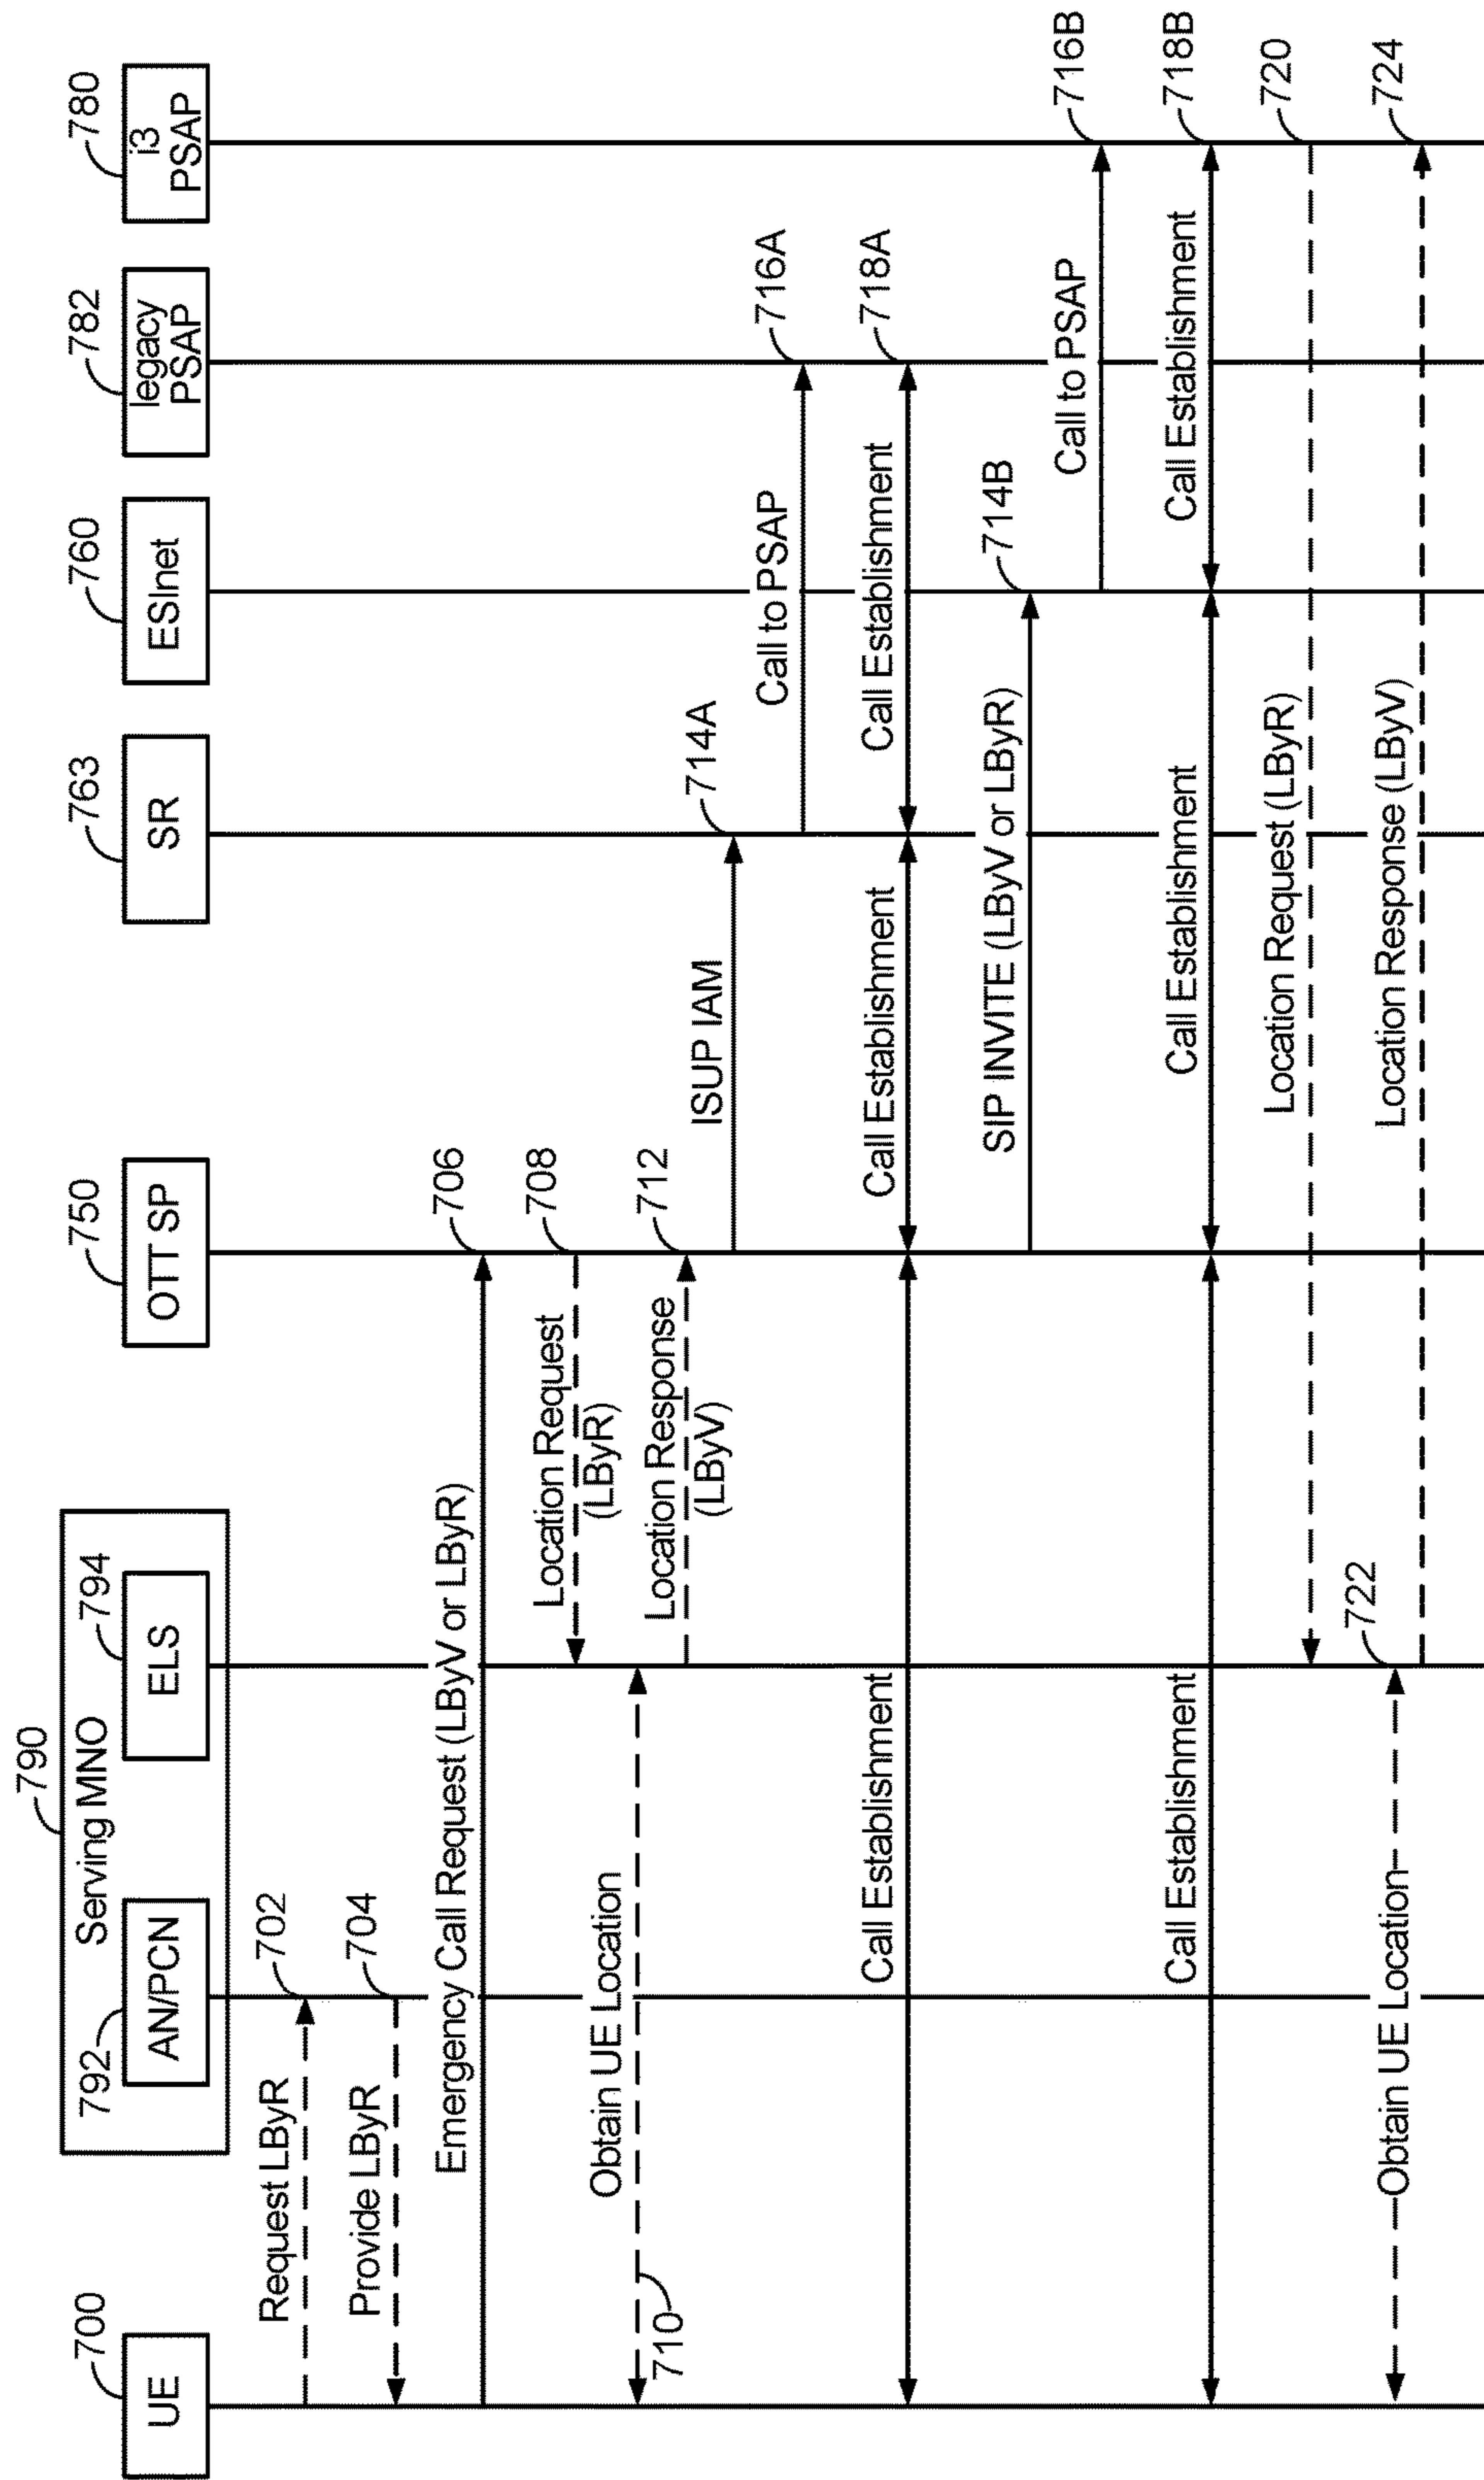 700
UE
790
Serving MNO
792
AN/PCN
794
ELS
750
OTT SP
763
SR
760
ESInet
782
legacy
PSAP
780
i3
PSAP
Request LByR
702
Provide LByR
704
Emergency Call Request (LByV or LByR)
706
Location Request
(LByR)
708
Obtain UE Location
710
Location Response
(LByV)
712
ISUP IAM
714A
Call to PSAP
716A
Call Establishment
Call Establishment
Call Establishment
718A
SIP INVITE (LByV or LByR)
714B
Call to PSAP
716B
Call Establishment
Call Establishment
Call Establishment
718B
Location Request (LByR)
720
Obtain UE Location
722
Location Response (LByV)
724